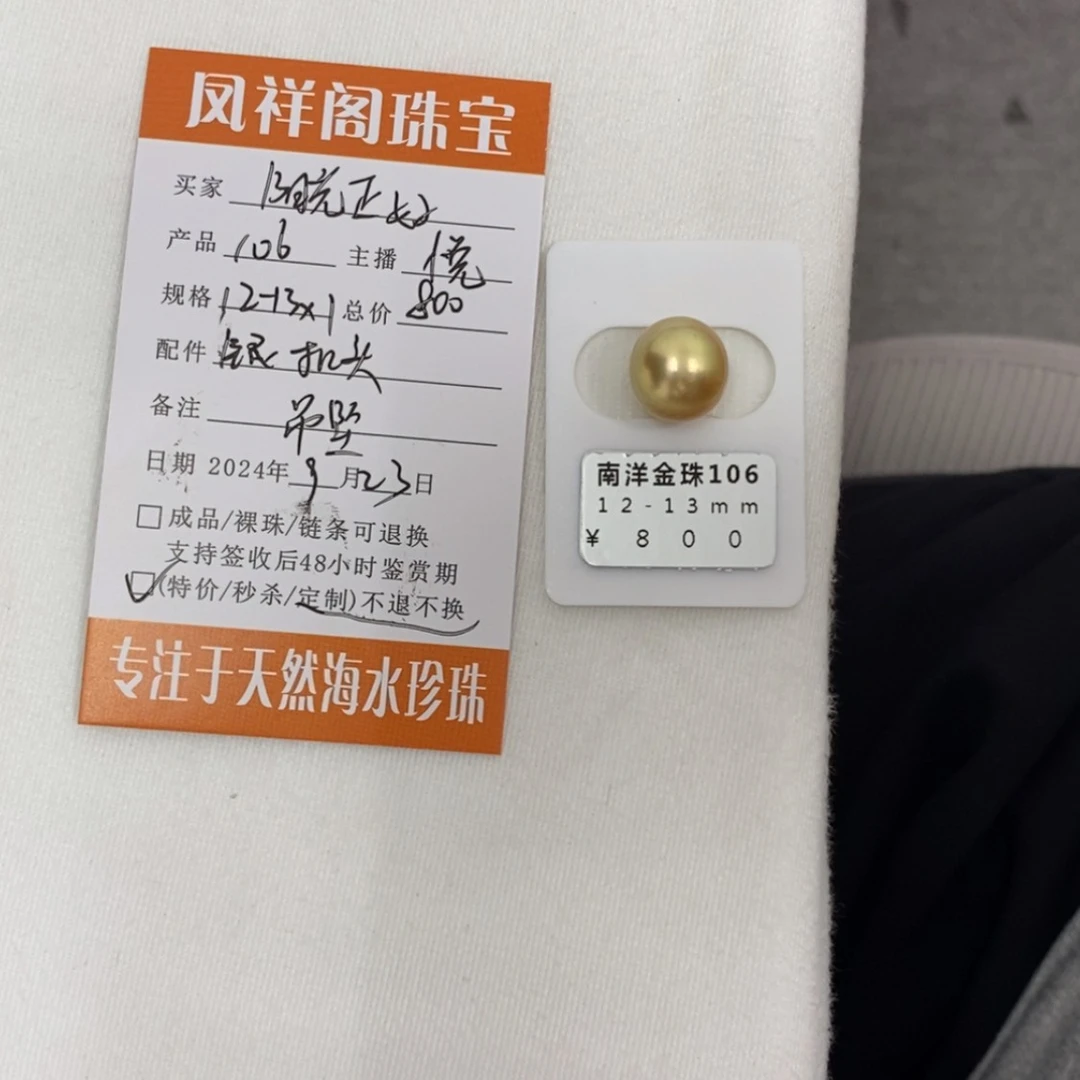 凤祥阁珠宝
买家 阳光正好
产品 106 主播
规格 12-13x1 总价 800
配件 银扣头
备注 吊坠
日期 2024年 9月23日
成品/裸珠/链条可退换
支持签收后48小时鉴赏期
(特价/秒杀/定制)不退不换
专注于天然海水珍珠
南洋金珠106
12-13mm
¥ 800